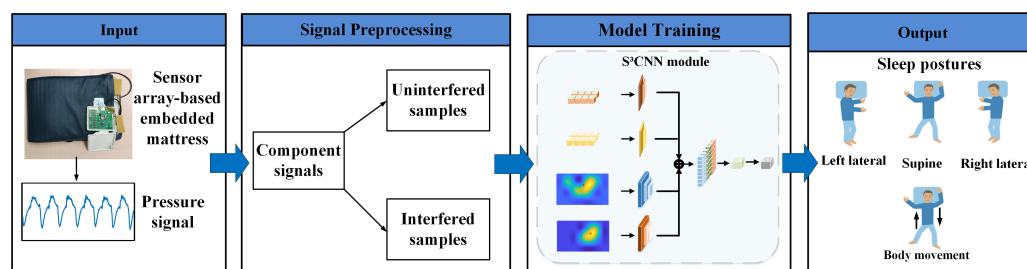 Input
Sensor
array-based
embedded
mattress
Pressure
signal
Signal Preprocessing
Component
signals
Uninterfered
samples
Interfered
samples
Model Training
S³CNN module
Output
Sleep postures
Left lateral
Supine
Right lateral
Body movement